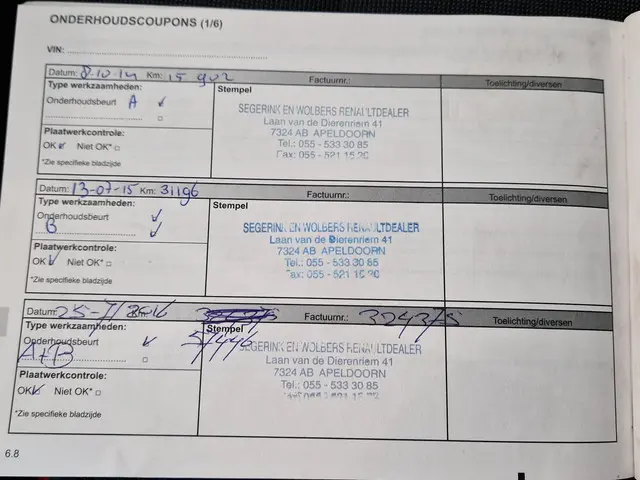 ONDERHOUDSCOUPONS (1/6)
VIN:
Datum: 8-10-14 Km: 15 902 Factuurnr.: Toelichting/diversen
Type werkzaamheden: Stempel
Onderhoudsbeurt A
SEGERINK EN WOLBERS RENAULTDEALER
Laan van de Dierenriem 41
7324 AB APELDOORN
Tel.: 055 - 533 30 85
Fax: 055 - 521 15 20
Plaatwerkcontrole:
OK Niet OK*
*Zie specifieke bladzijde
Datum: 13-07-15 Km: 31196 Factuurnr.: Toelichting/diversen
Type werkzaamheden: Stempel
Onderhoudsbeurt
B
SEGERINK EN WOLBERS RENAULTDEALER
Laan van de Dierenriem 41
7324 AB APELDOORN
Tel.: 055 - 533 30 85
Fax: 055 - 521 15 20
Plaatwerkcontrole:
OK Niet OK*
*Zie specifieke bladzijde
Datum: 25-7/2016 Km: Factuurnr.: Toelichting/diversen
Type werkzaamheden: Stempel
Onderhoudsbeurt
A+B
SEGERINK EN WOLBERS RENAULTDEALER
Laan van de Dierenriem 41
7324 AB APELDOORN
Tel.: 055 - 533 30 85
Plaatwerkcontrole:
OK Niet OK*
*Zie specifieke bladzijde
6.8